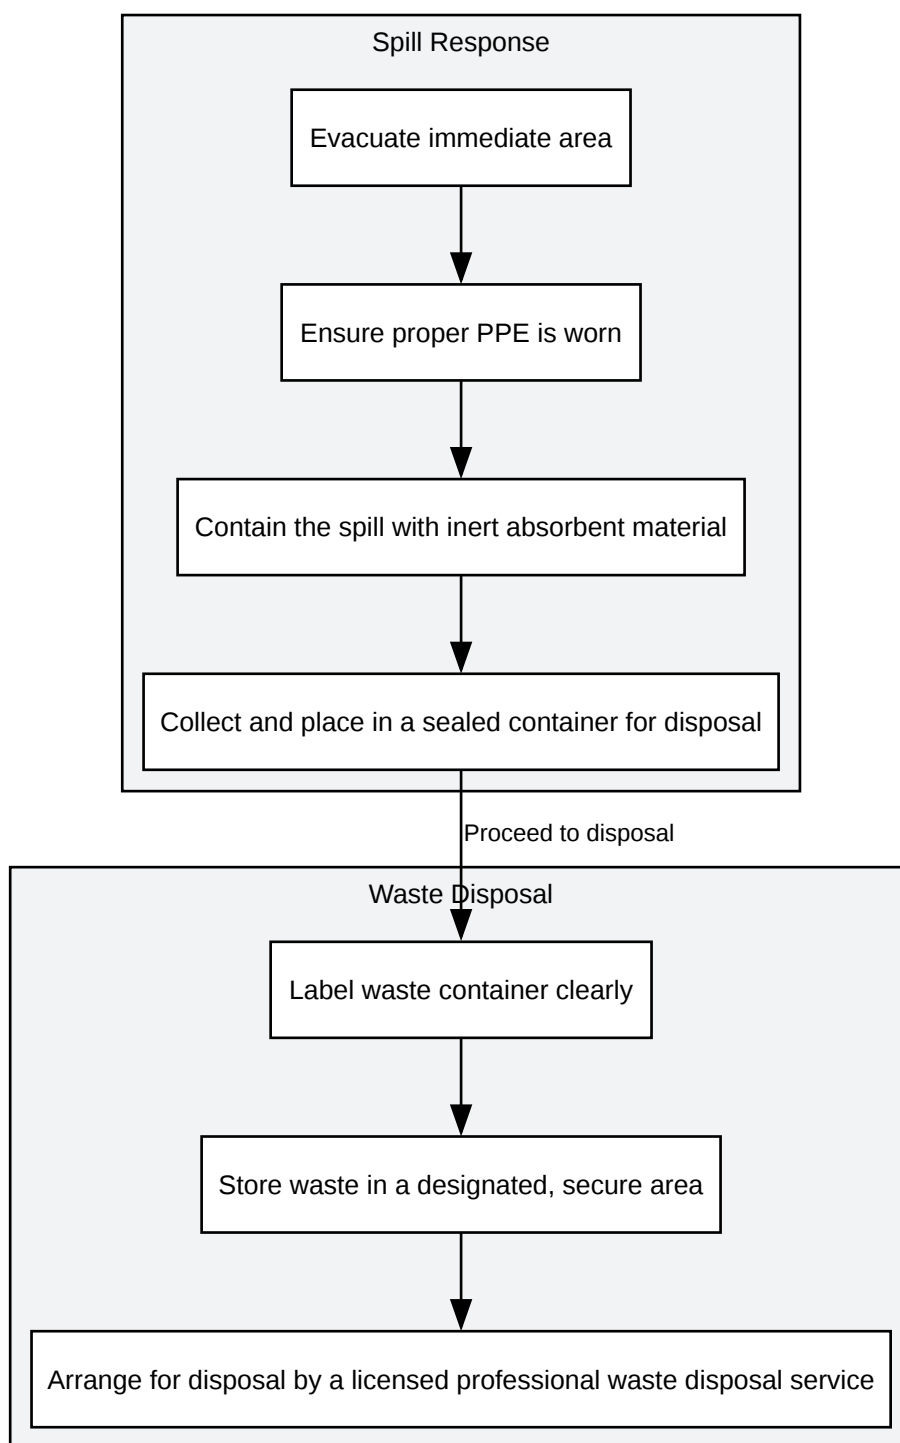 Spill Response
Evacuate immediate area
Ensure proper PPE is worn
Contain the spill with inert absorbent material
Collect and place in a sealed container for disposal
Proceed to disposal
Waste Disposal
Label waste container clearly
Store waste in a designated, secure area
Arrange for disposal by a licensed professional waste disposal service